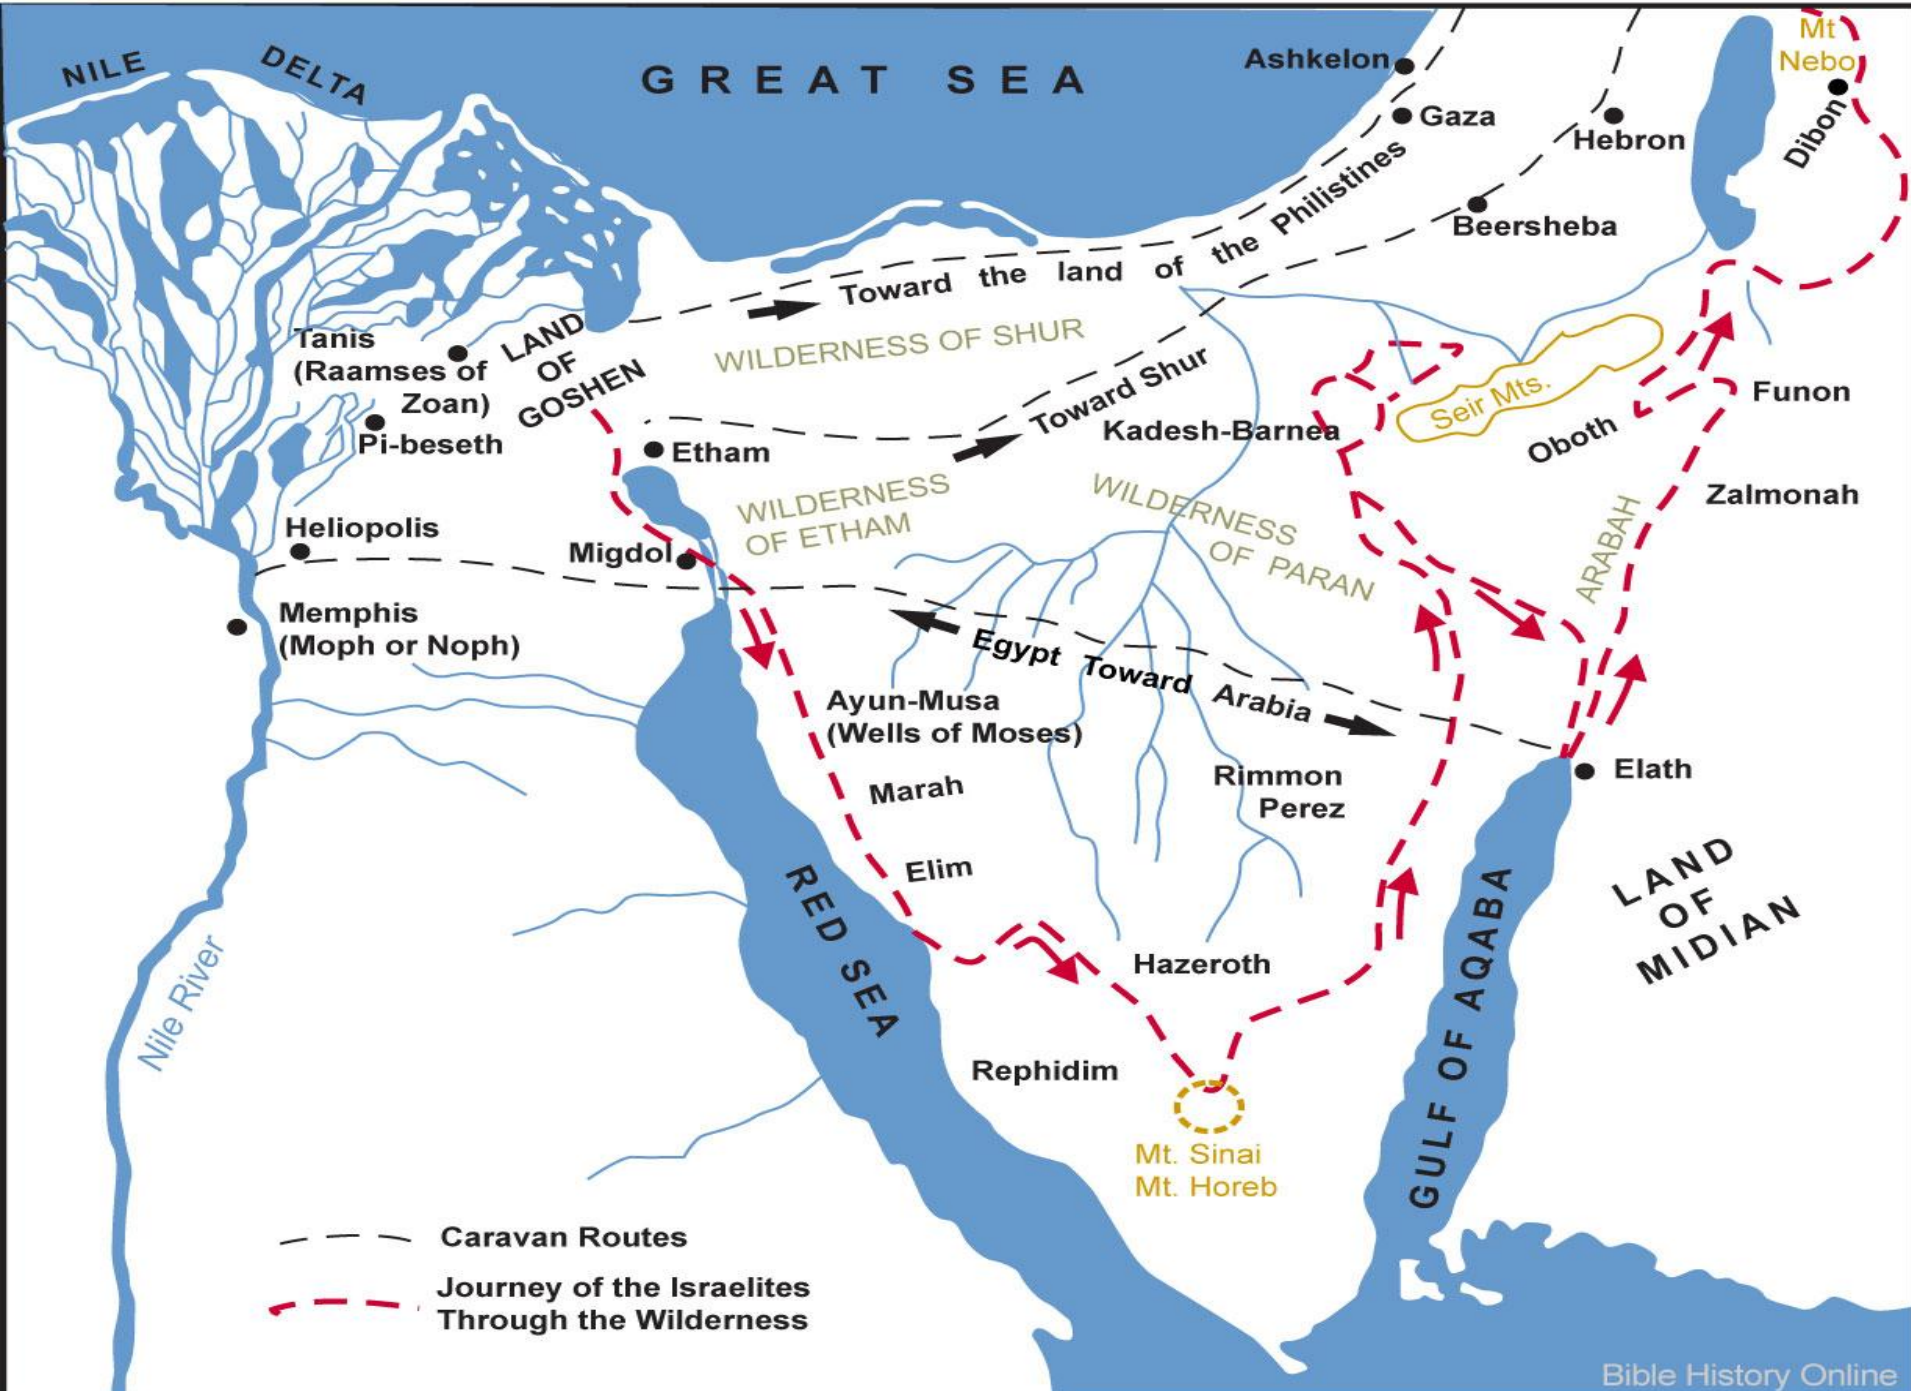 NILE DELTA
GREAT SEA
Ashkelon
Gaza
Hebron
Mt
Nebo
Dibon
Beersheba
Toward the land of the Philistines
WILDERNESS OF SHUR
Toward Shur
Tanis
(Raamses of
Zoan)
LAND
OF
GOSHEN
Pi-beseth
Etham
Kadesh-Barnea
Seir Mts.
Oboth
Funon
Zalmonah
WILDERNESS
OF ETHAM
WILDERNESS
OF PARAN
ARABAH
Heliopolis
Migdol
Memphis
(Moph or Noph)
Egypt Toward Arabia
Ayun-Musa
(Wells of Moses)
Marah
Elim
Rimmon
Perez
Elath
LAND
OF
MIDIAN
RED SEA
GULF OF AQABA
Nile River
Hazeroth
Rephidim
Mt. Sinai
Mt. Horeb
Caravan Routes
Journey of the Israelites
Through the Wilderness
Bible History Online